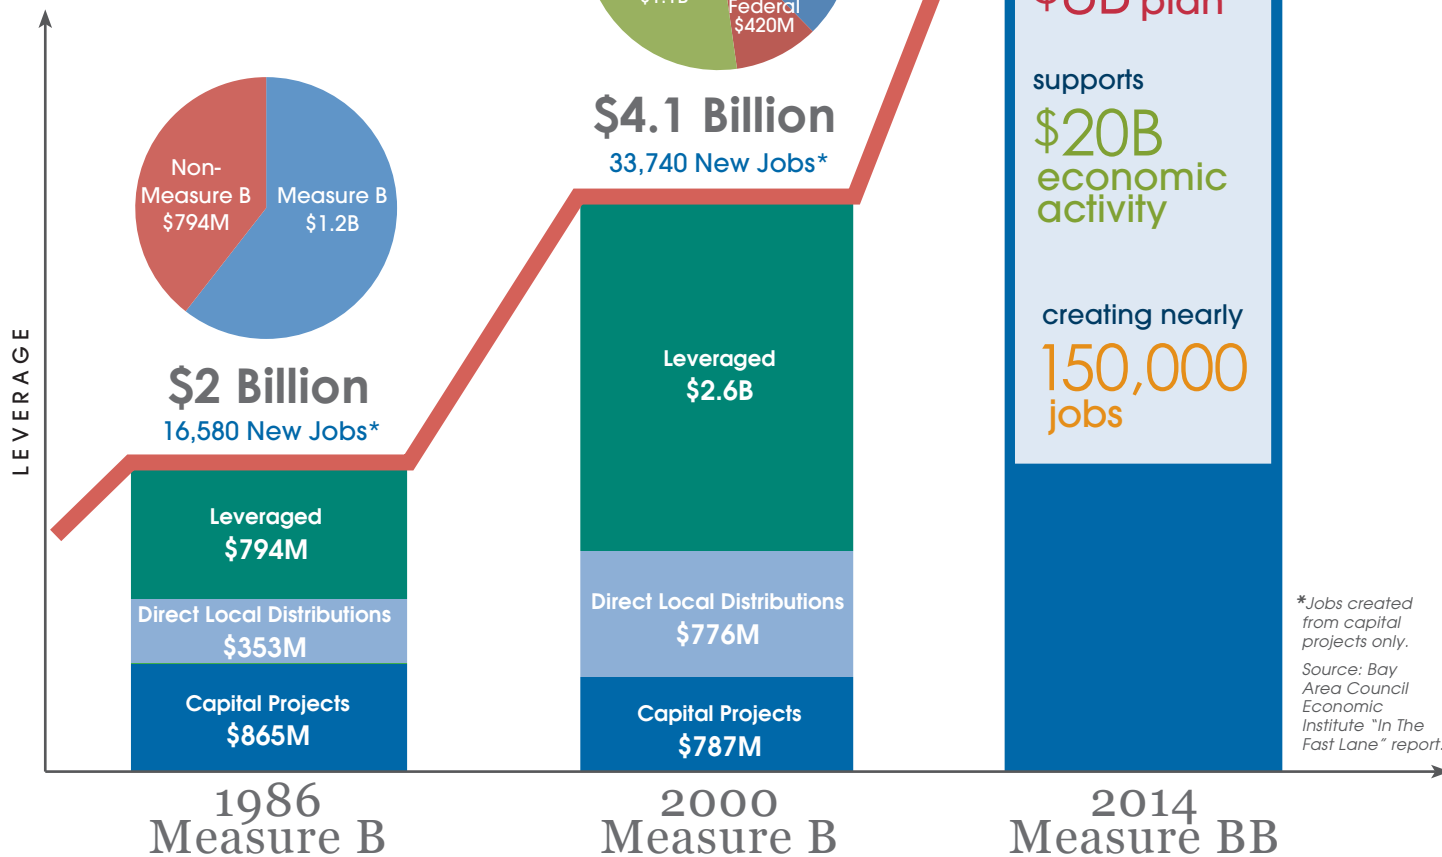 LEVERAGE
Non-
Measure B
$794M
Measure B
$1.2B
$2 Billion
16,580 New Jobs*
Leveraged
$794M
Direct Local Distributions
$353M
Capital Projects
$865M
1986
Measure B
Federal
$420M
$4.1 Billion
33,740 New Jobs*
Leveraged
$2.6B
Direct Local Distributions
$776M
Capital Projects
$787M
2000
Measure B
plan
supports
$20B
economic
activity
creating nearly
150,000
jobs
2014
Measure BB
*Jobs created
from capital
projects only.
Source: Bay
Area Council
Economic
Institute "In The
Fast Lane" report.